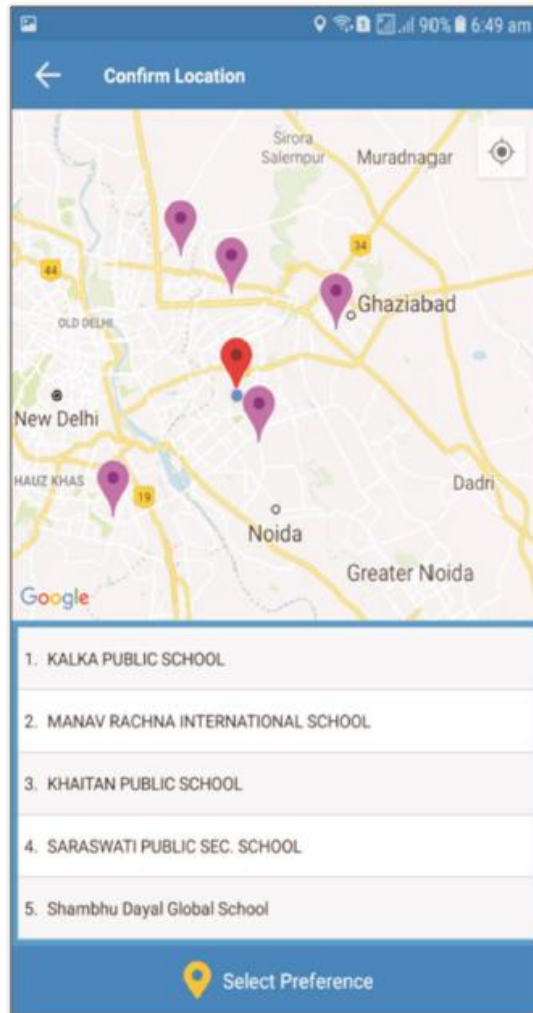 1 90% 6:49 am
Confirm Location
Sirora
Salempur
Muradnagar
34
44
Ghaziabad
OLD DELHI
New Delhi
HAUZ KHAS
19
Dadri
Noida
Greater Noida
Google
1. KALKA PUBLIC SCHOOL
2. MANAV RACHNA INTERNATIONAL SCHOOL
3. KHAITAN PUBLIC SCHOOL
4. SARASWATI PUBLIC SEC. SCHOOL
5. Shambhu Dayal Global School
Select Preference